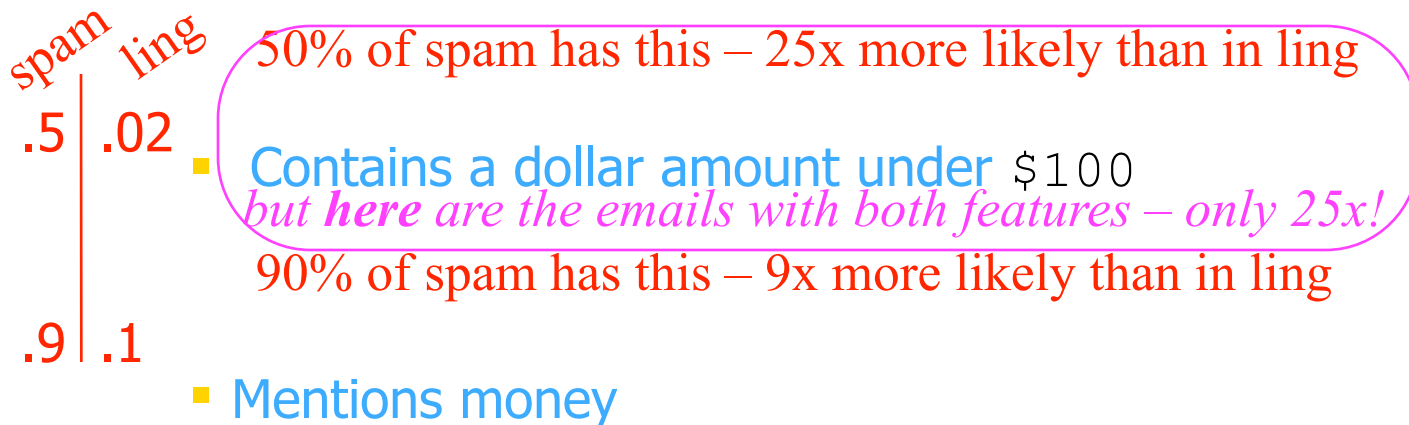 spam ling
50% of spam has this – 25x more likely than in ling
.5 .02
Contains a dollar amount under $100
but here are the emails with both features – only 25x!
90% of spam has this – 9x more likely than in ling
.9 .1
Mentions money